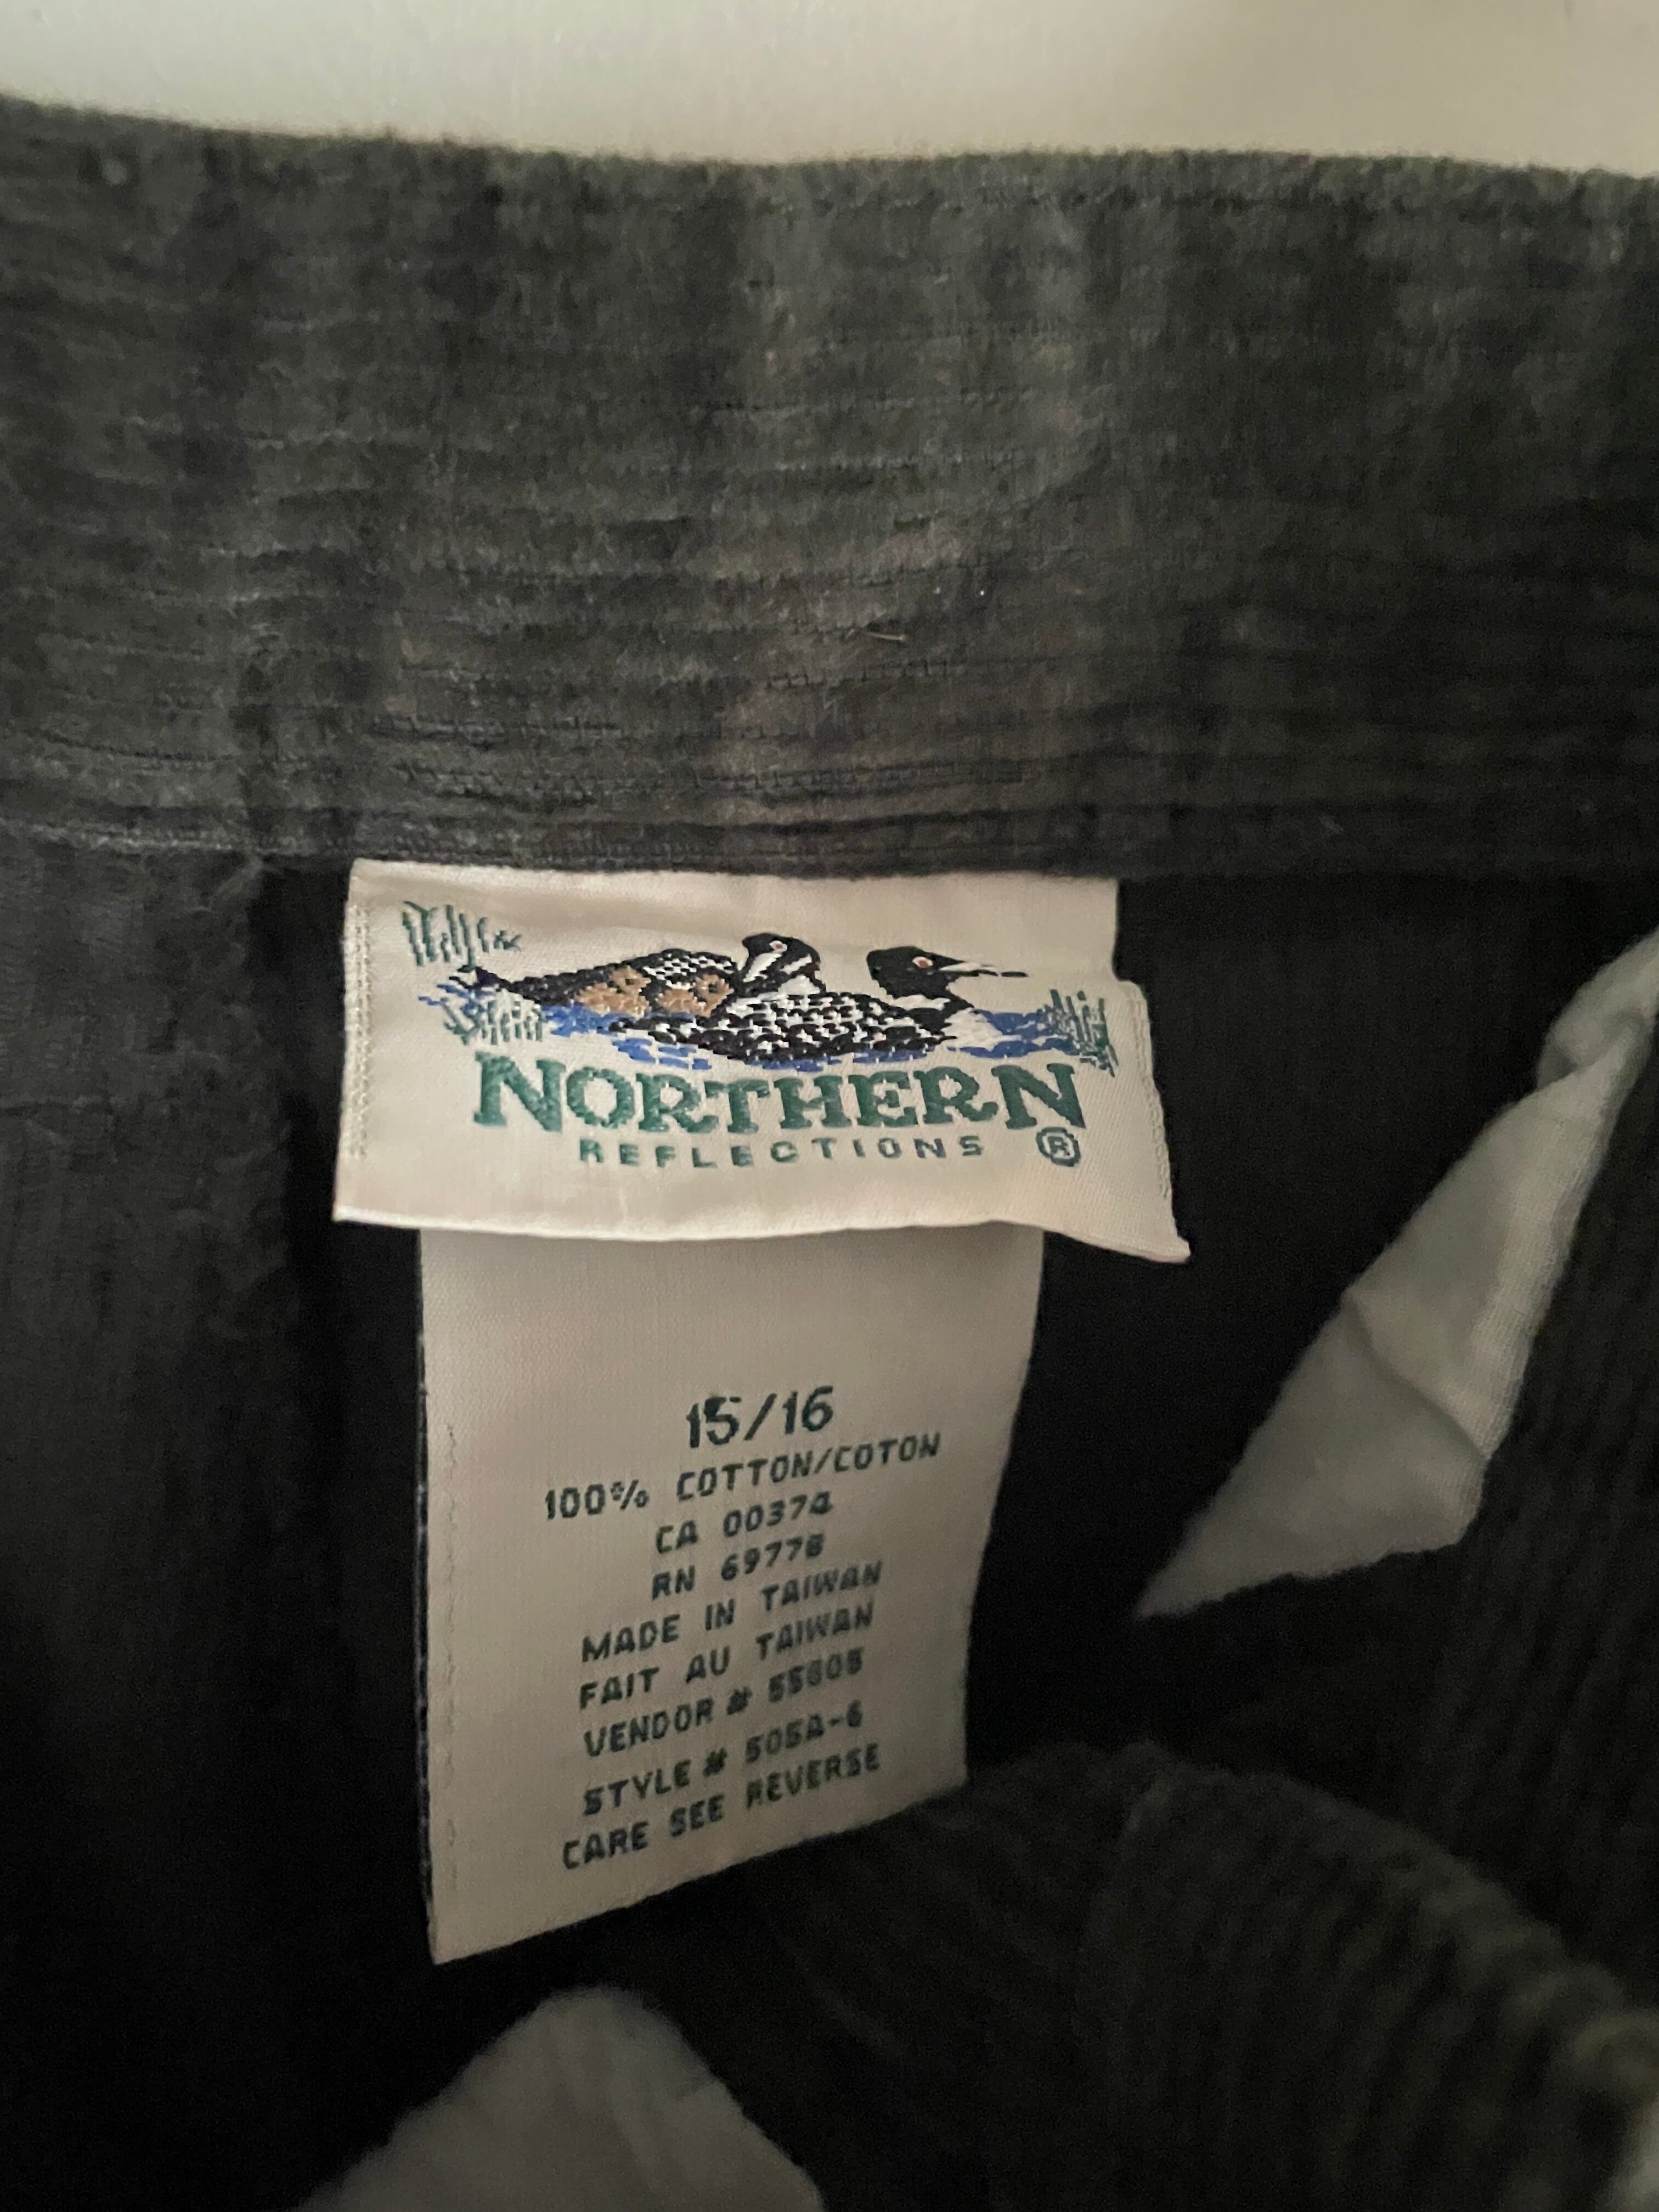 NORTHERN
REFLECTIONS ®
15/16
100% COTTON/COTON
CA 00374
RN 69778
MADE IN TAIWAN
FAIT AU TAIWAN
VENDOR #
STYLE # 505A-6
CARE SEE REVERSE